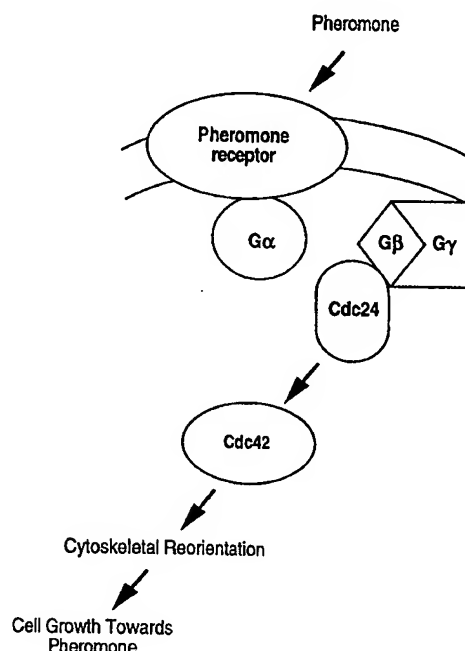 Pheromone
Pheromone
receptor
Gα
Gβ
Gγ
Cdc24
Cdc42
Cytoskeletal Reorientation
Cell Growth Towards
Pheromone